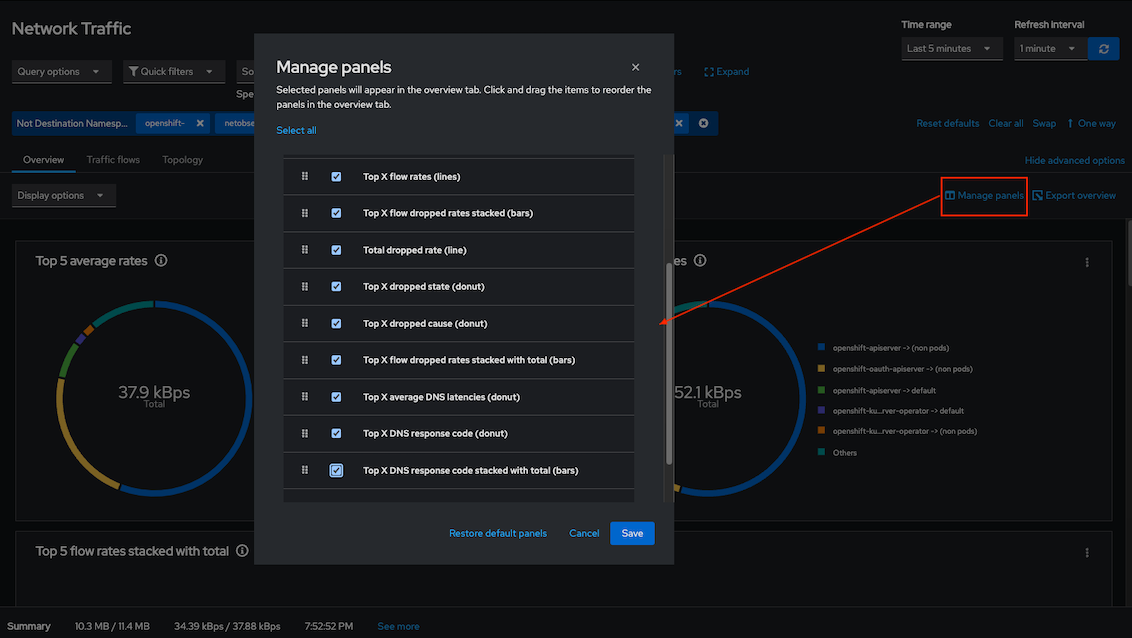 Network Traffic
Time range
Refresh interval
Last 5 minutes
1 minute
Query options
Quick filters
So
rs
Expand
Spe
Not Destination Namesp...
openshift-
netobse
Reset defaults
Clear all
Swap
One way
Overview
Traffic flows
Topology
Hide advanced options
Display options
Manage panels
Export overview
Manage panels
Selected panels will appear in the overview tab. Click and drag the items to reorder the
panels in the overview tab.
Select all
Top X flow rates (lines)
Top X flow dropped rates stacked (bars)
Total dropped rate (line)
Top X dropped state (donut)
Top X dropped cause (donut)
Top X flow dropped rates stacked with total (bars)
Top X average DNS latencies (donut)
Top X DNS response code (donut)
Top X DNS response code stacked with total (bars)
Restore default panels
Cancel
Save
Top 5 average rates
37.9 kBps
Total
es
52.1 kBps
Total
openshift-apiserver -> (non pods)
openshift-oauth-apiserver -> (non pods)
openshift-apiserver -> default
openshift-ku...rver-operator -> default
openshift-ku...rver-operator -> (non pods)
Others
Top 5 flow rates stacked with total
Summary
10.3 MB / 11.4 MB
34.39 kBps / 37.88 kBps
7:52:52 PM
See more